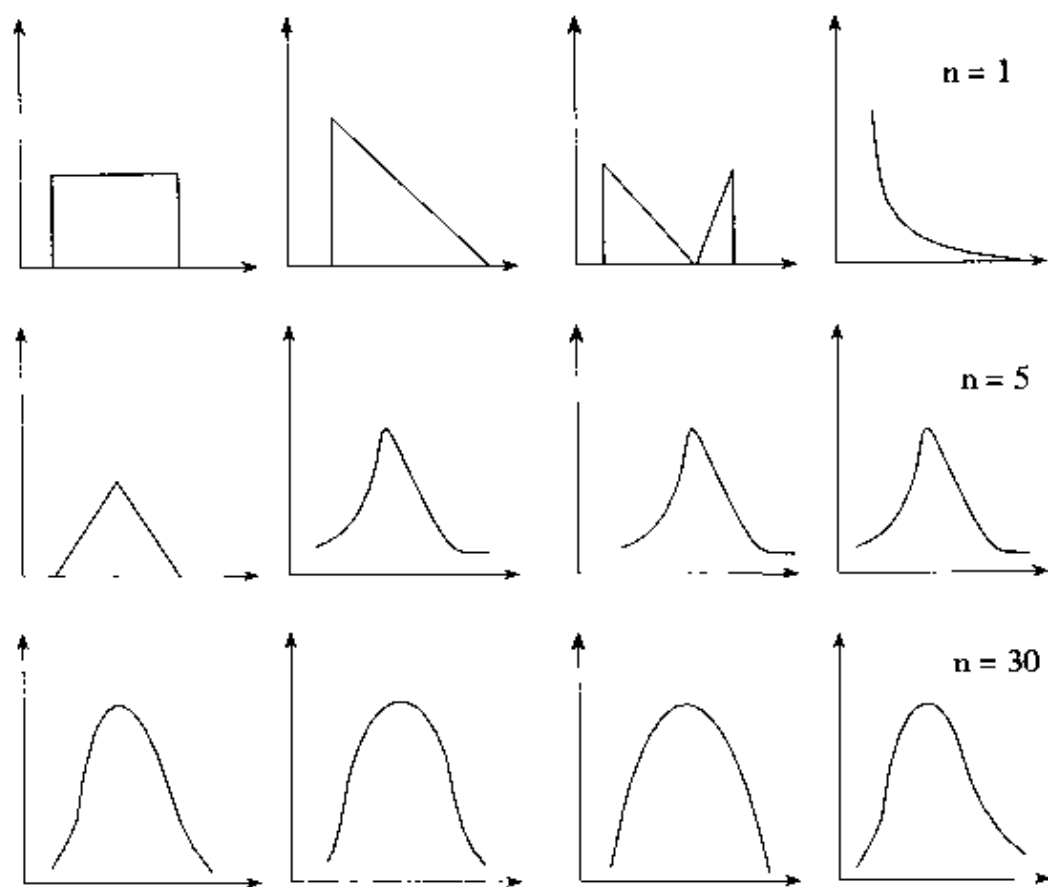 n = 1
n = 5
n = 30